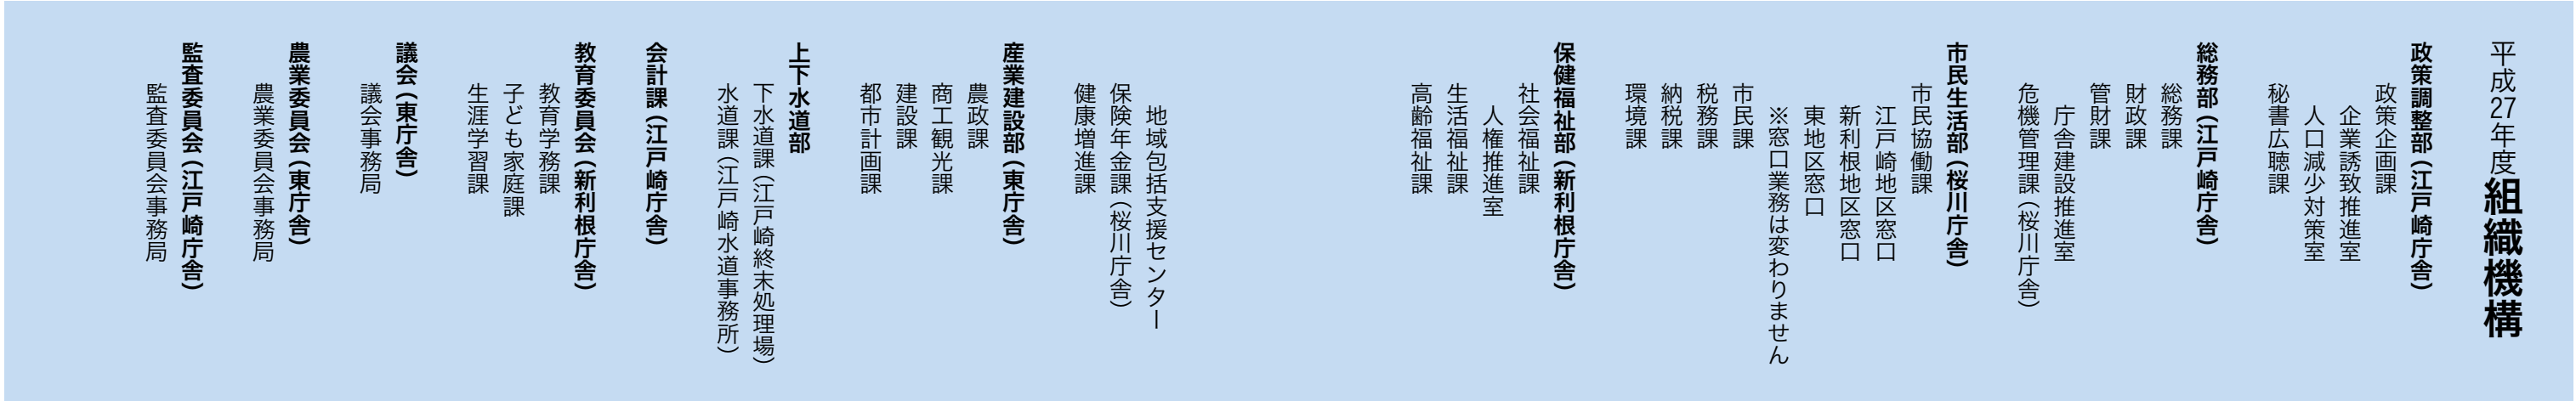 平成27年度組織機構
政策調整部（江戸崎庁舎）
政策企画課
企業誘致推進室
人口減少対策室
秘書広聴課
総務部（江戸崎庁舎）
総務課
財政課
管財課
庁舎建設推進室
危機管理課（桜川庁舎）
市民生活部（桜川庁舎）
市民協働課
江戸崎地区窓口
新利根地区窓口
東地区窓口
※窓口業務は変わりません
市民課
税務課
納税課
環境課
保健福祉部（新利根庁舎）
社会福祉課
人権推進室
生活福祉課
高齢福祉課
地域包括支援センター
保険年金課（桜川庁舎）
健康増進課
産業建設部（東庁舎）
農政課
商工観光課
建設課
都市計画課
上下水道部
下水道課（江戸崎終末処理場）
水道課（江戸崎水道事務所）
会計課（江戸崎庁舎）
教育委員会（新利根庁舎）
教育学務課
子ども家庭課
生涯学習課
議会（東庁舎）
議会事務局
農業委員会（東庁舎）
農業委員会事務局
監査委員会（江戸崎庁舎）
監査委員会事務局